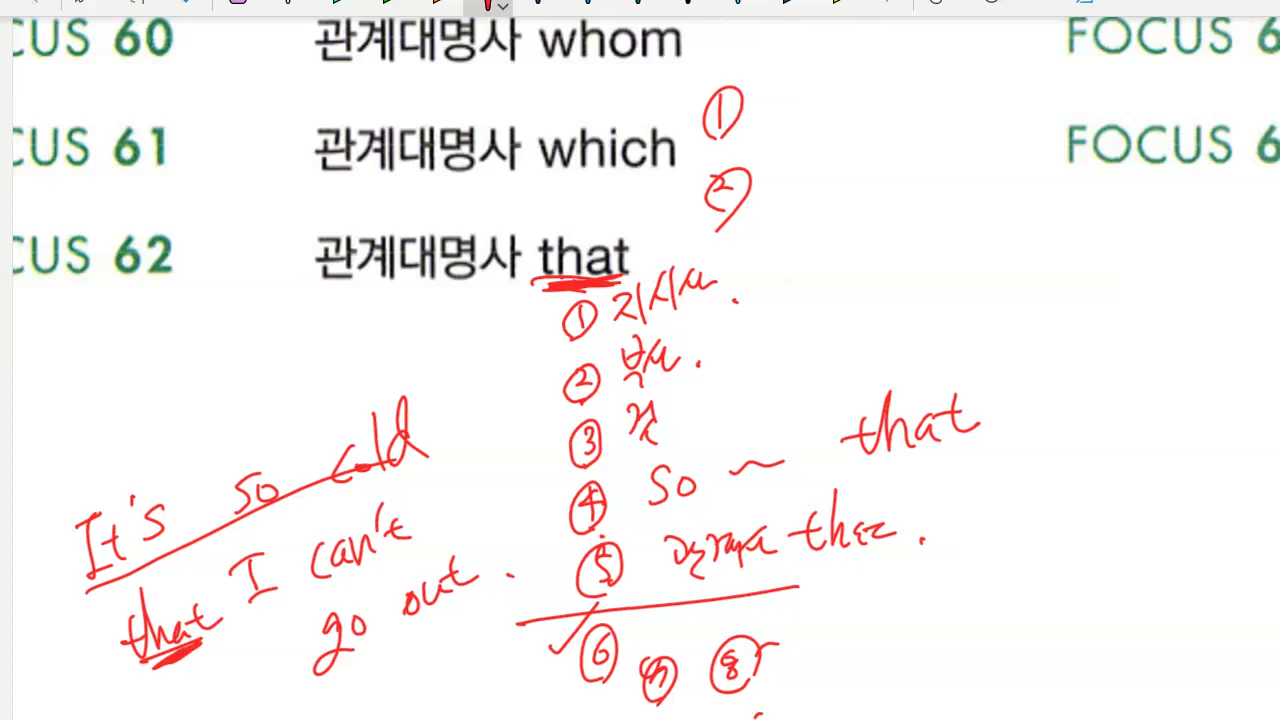 CUS 60 관계대명사 whom FOCUS 6
①
CUS 61 관계대명사 which FOCUS 6
②
CUS 62 관계대명사 that
① 지시사.
② 부사.
③ 것
④ so ~ that
⑤ that.
⑥ ⑦ ⑧
It's so cold
that I can't
go out.